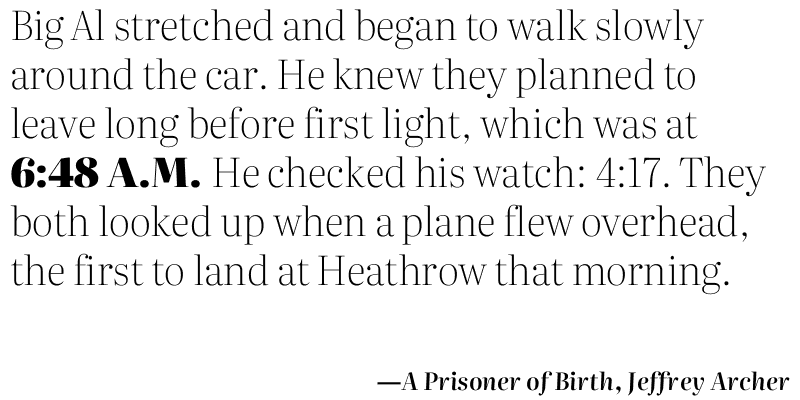 Big Al stretched and began to walk slowly
around the car. He knew they planned to
leave long before first light, which was at
6:48 A.M. He checked his watch: 4:17. They
both looked up when a plane flew overhead,
the first to land at Heathrow that morning.
—A Prisoner of Birth, Jeffrey Archer